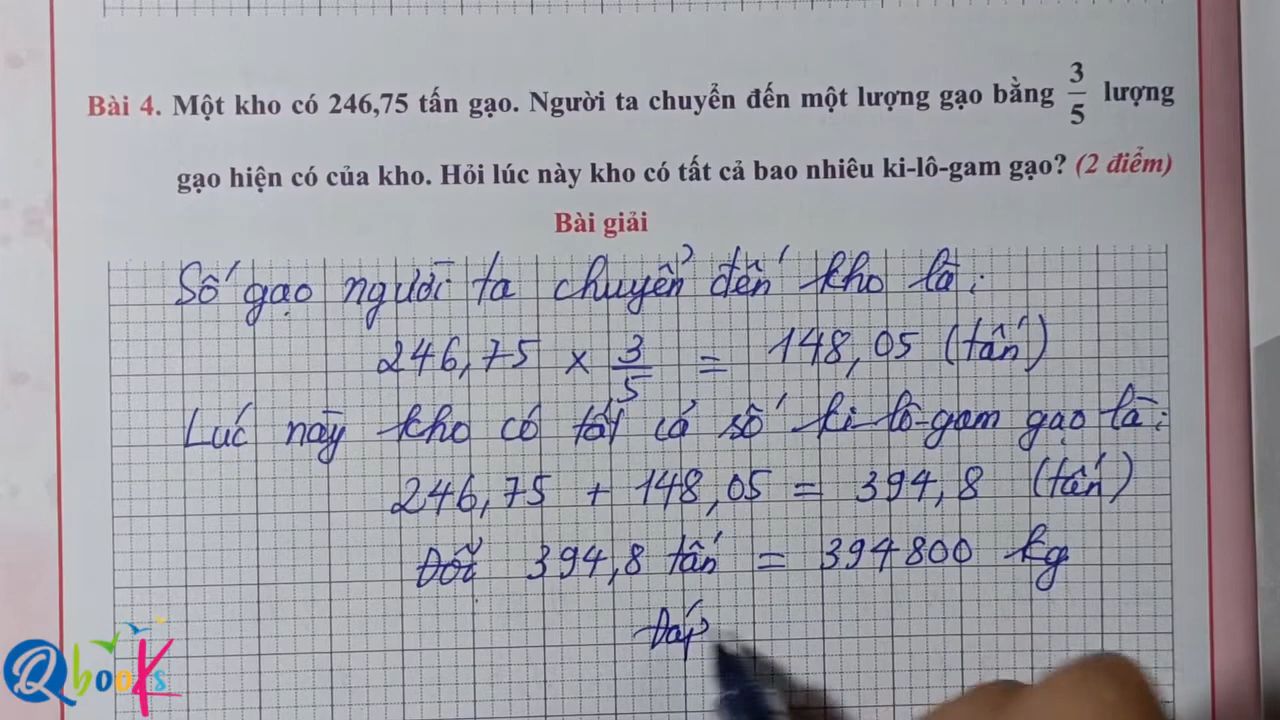 Bài 4. Một kho có 246,75 tấn gạo. Người ta chuyển đến một lượng gạo bằng 3/5 lượng
gạo hiện có của kho. Hỏi lúc này kho có tất cả bao nhiêu ki-lô-gam gạo? (2 điểm)
Bài giải
Số gạo người ta chuyển đến kho là:
246,75 × 3/5 = 148,05 (tấn)
Lúc này kho có tất cả số ki lô-gam gạo là:
246,75 + 148,05 = 394,8 (tấn)
Đổi 394,8 tấn = 394800 kg
Đáp
Qbooks